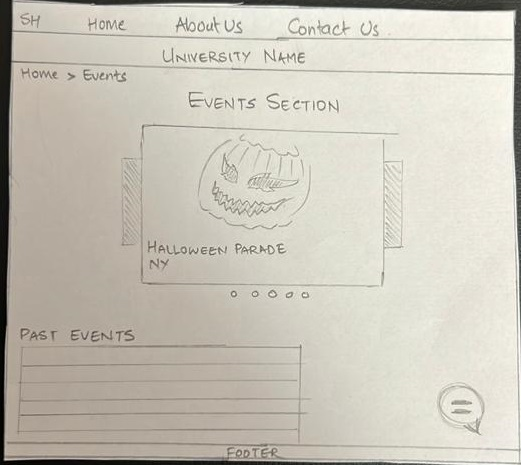 SH Home About Us Contact Us
UNIVERSITY NAME
Home > Events
EVENTS SECTION
HALLOWEEN PARADE
NY
PAST EVENTS
FOOTER